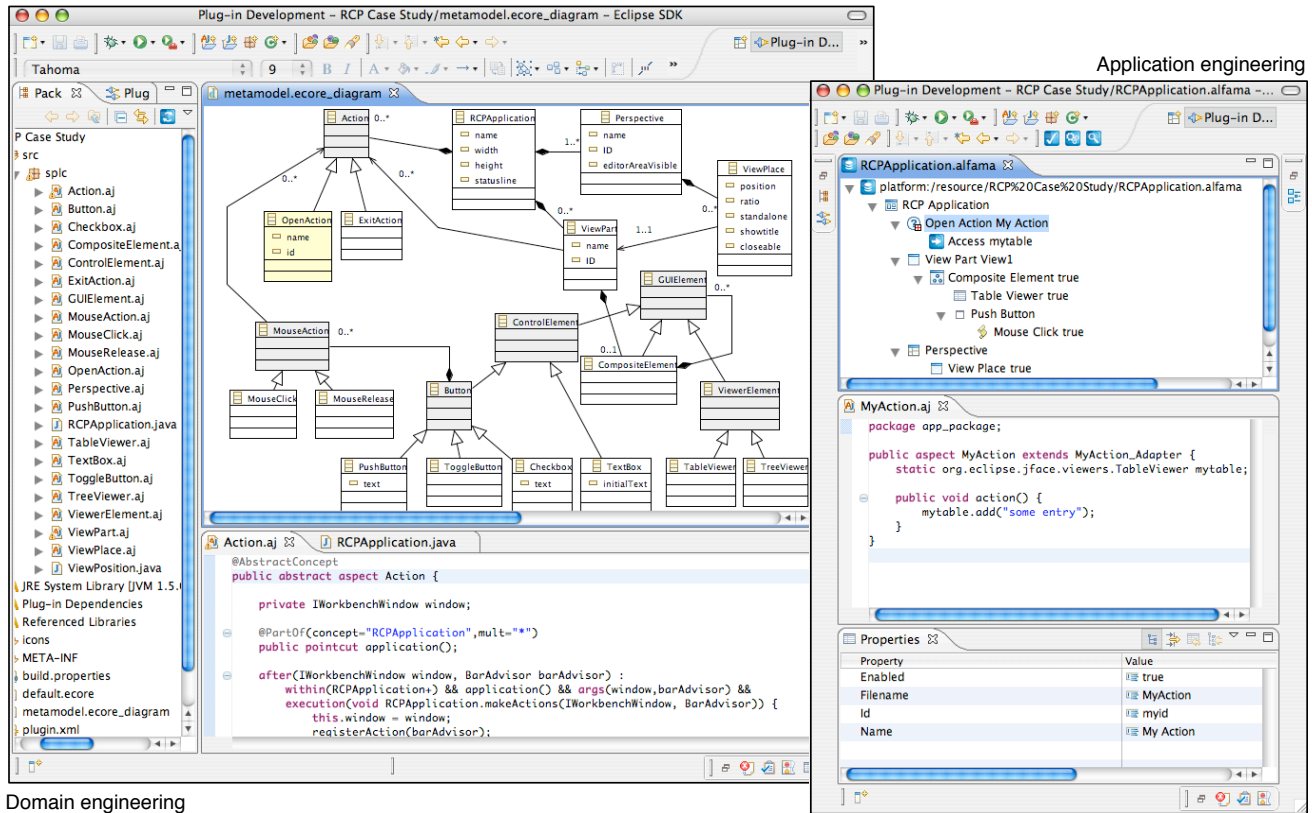 Plug-in Development - RCP Case Study/metamodel.ecore_diagram - Eclipse SDK
Plug-in D...
»
Tahoma
9
B I A
»
Pack
Plug
P Case Study
src
splc
Action.aj
Button.aj
Checkbox.aj
CompositeElement.a
ControlElement.aj
ExitAction.aj
GUIElement.aj
MouseAction.aj
MouseClick.aj
MouseRelease.aj
OpenAction.aj
Perspective.aj
PushButton.aj
RCPApplication.java
TableViewer.aj
TextBox.aj
ToggleButton.aj
TreeViewer.aj
ViewerElement.aj
ViewPart.aj
ViewPlace.aj
ViewPosition.java
JRE System Library [JVM 1.5.
Plug-in Dependencies
Referenced Libraries
icons
META-INF
build.properties
default.ecore
metamodel.ecore_diagram
plugin.xml
metamodel.ecore_diagram
Action
0..*
RCPApplication
name
width
height
statusline
Perspective
name
ID
editorAreaVisible
1..*
ViewPlace
position
ratio
standalone
showtitle
closeable
0..*
0..*
0..*
0..*
OpenAction
name
id
ExitAction
ViewPart
name
ID
1..1
GUIElement
0..*
ControlElement
MouseAction
0..*
0..1
CompositeElement
MouseClick
MouseRelease
Button
ViewerElement
PushButton
text
ToggleButton
Checkbox
text
TextBox
initialText
TableViewer
TreeViewer
Action.aj
RCPApplication.java
@AbstractConcept
public abstract aspect Action {
private IWorkbenchWindow window;
@PartOf(concept="RCPApplication",mult="*")
public pointcut application();
after(IWorkbenchWindow window, BarAdvisor barAdvisor) :
within(RCPApplication+) && application() && args(window,barAdvisor) &&
execution(void RCPApplication.makeActions(IWorkbenchWindow, BarAdvisor)) {
this.window = window;
registerAction(barAdvisor);
Domain engineering
Application engineering
Plug-in Development - RCP Case Study/RCPApplication.alfama -...
Plug-in D...
RCPApplication.alfama
platform:/resource/RCP%20Case%20Study/RCPApplication.alfama
RCP Application
Open Action My Action
Access mytable
View Part View1
Composite Element true
Table Viewer true
Push Button
Mouse Click true
Perspective
View Place true
MyAction.aj
package app_package;
public aspect MyAction extends MyAction_Adapter {
static org.eclipse.jface.viewers.TableViewer mytable;
public void action() {
mytable.add("some entry");
}
}
Properties
Property Value
Enabled true
Filename MyAction
Id myid
Name My Action